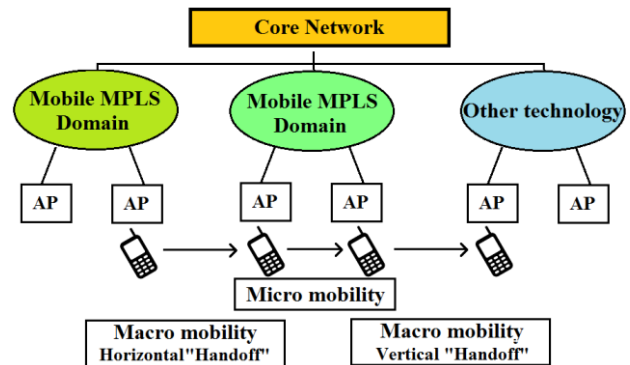 Core Network
Mobile MPLS
Domain
Mobile MPLS
Domain
Other technology
AP
AP
AP
AP
AP
AP
Micro mobility
Macro mobility
Horizontal"Handoff"
Macro mobility
Vertical "Handoff"